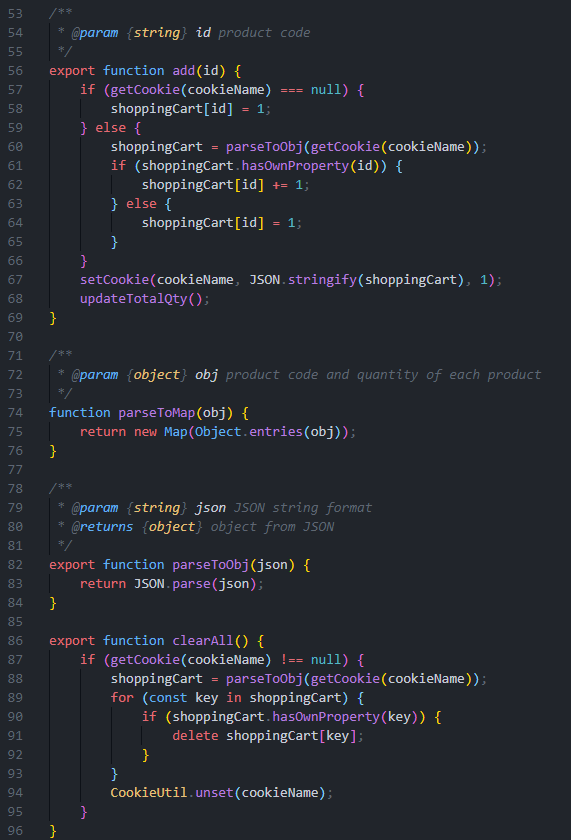 53 /**
54  * @param {string} id product code
55  */
56 export function add(id) {
57     if (getCookie(cookieName) === null) {
58         shoppingCart[id] = 1;
59     } else {
60         shoppingCart = parseToObj(getCookie(cookieName));
61         if (shoppingCart.hasOwnProperty(id)) {
62             shoppingCart[id] += 1;
63         } else {
64             shoppingCart[id] = 1;
65         }
66     }
67     setCookie(cookieName, JSON.stringify(shoppingCart), 1);
68     updateTotalQty();
69 }
70
71 /**
72  * @param {object} obj product code and quantity of each product
73  */
74 function parseToMap(obj) {
75     return new Map(Object.entries(obj));
76 }
77
78 /**
79  * @param {string} json JSON string format
80  * @returns {object} object from JSON
81  */
82 export function parseToObj(json) {
83     return JSON.parse(json);
84 }
85
86 export function clearAll() {
87     if (getCookie(cookieName) !== null) {
88         shoppingCart = parseToObj(getCookie(cookieName));
89         for (const key in shoppingCart) {
90             if (shoppingCart.hasOwnProperty(key)) {
91                 delete shoppingCart[key];
92             }
93         }
94         CookieUtil.unset(cookieName);
95     }
96 }